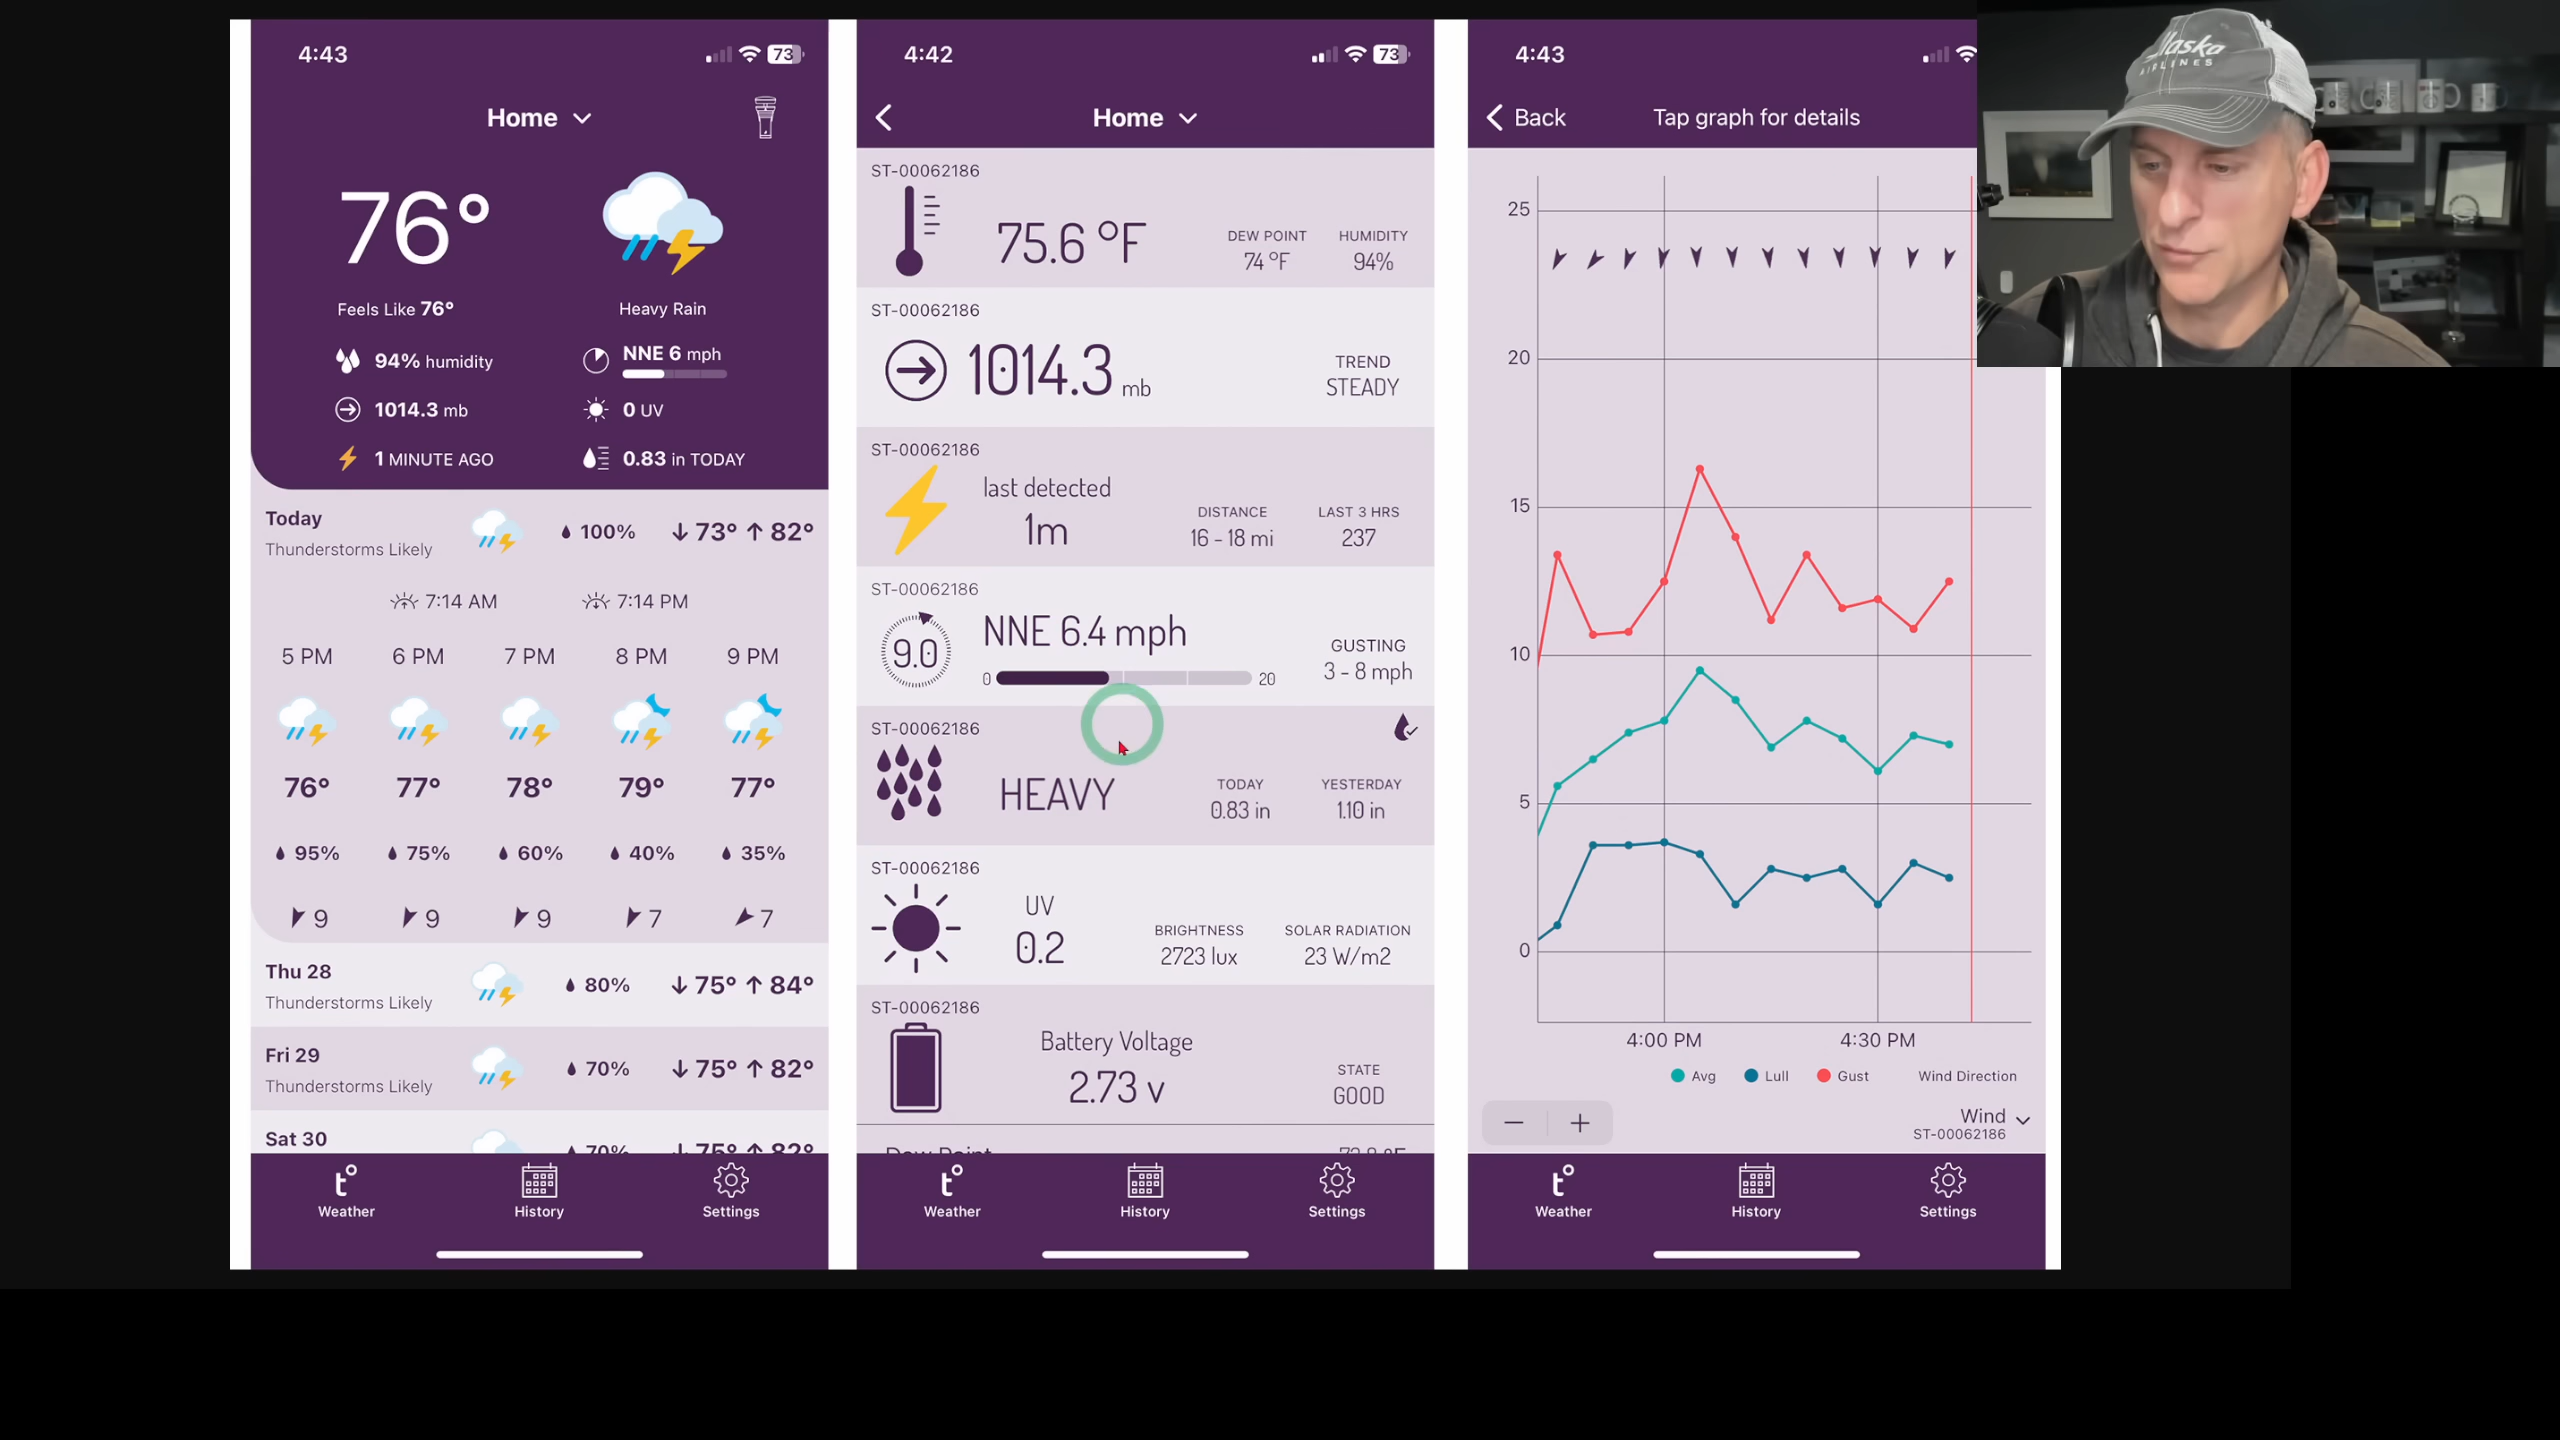 4:43
73
Home
76°
Feels Like 76°
Heavy Rain
94% humidity
NNE 6 mph
1014.3 mb
0 UV
1 MINUTE AGO
0.83 in TODAY
Today
Thunderstorms Likely
100%
↓ 73° ↑ 82°
7:14 AM
7:14 PM
5 PM 6 PM 7 PM 8 PM 9 PM
76° 77° 78° 79° 77°
95% 75% 60% 40% 35%
9 9 9 7 7
Thu 28
Thunderstorms Likely
80%
↓ 75° ↑ 84°
Fri 29
Thunderstorms Likely
70%
↓ 75° ↑ 82°
Sat 30
70%
↓ 75° ↑ 82°
t°
Weather History Settings
4:42
73
Home
ST-00062186
75.6 °F
DEW POINT
74 °F
HUMIDITY
94%
ST-00062186
1014.3 mb
TREND
STEADY
ST-00062186
last detected
1m
DISTANCE
16 - 18 mi
LAST 3 HRS
237
ST-00062186
9.0
NNE 6.4 mph
0 20
GUSTING
3 - 8 mph
ST-00062186
HEAVY
TODAY
0.83 in
YESTERDAY
1.10 in
ST-00062186
UV
0.2
BRIGHTNESS
2723 lux
SOLAR RADIATION
23 W/m2
ST-00062186
Battery Voltage
2.73 v
STATE
GOOD
Dew Point
t°
Weather History Settings
4:43
Back
Tap graph for details
25
20
15
10
5
0
4:00 PM 4:30 PM
Avg Lull Gust Wind Direction
− +
Wind
ST-00062186
t°
Weather History Settings
Alaska
AIRLINES